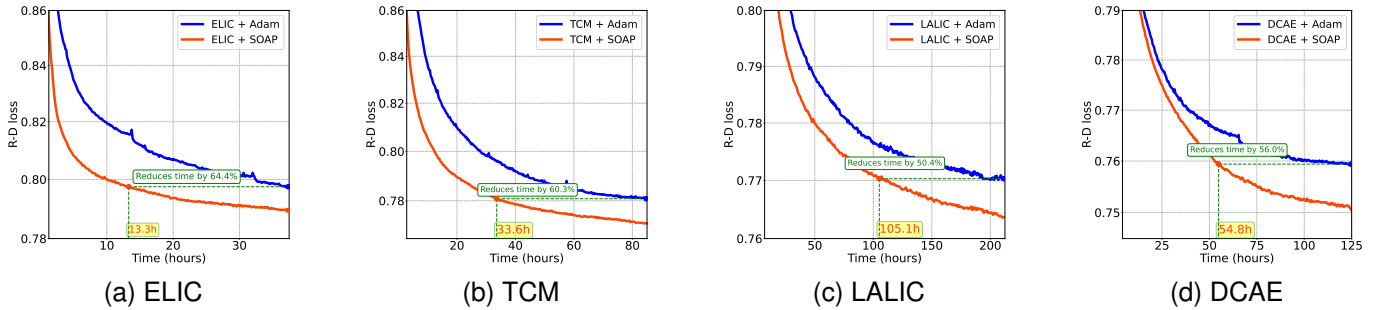 0.86
0.84
0.82
0.80
0.78
R-D loss
ELIC + Adam
ELIC + SOAP
Reduces time by 64.4%
13.3h
10
20
30
Time (hours)
(a) ELIC
0.86
0.84
0.82
0.80
0.78
R-D loss
TCM + Adam
TCM + SOAP
Reduces time by 60.3%
33.6h
20
40
60
80
Time (hours)
(b) TCM
0.80
0.79
0.78
0.77
0.76
R-D loss
LALIC + Adam
LALIC + SOAP
Reduces time by 50.4%
105.1h
50
100
150
200
Time (hours)
(c) LALIC
0.79
0.78
0.77
0.76
0.75
R-D loss
DCAE + Adam
DCAE + SOAP
Reduces time by 56.0%
54.8h
25
50
75
100
125
Time (hours)
(d) DCAE